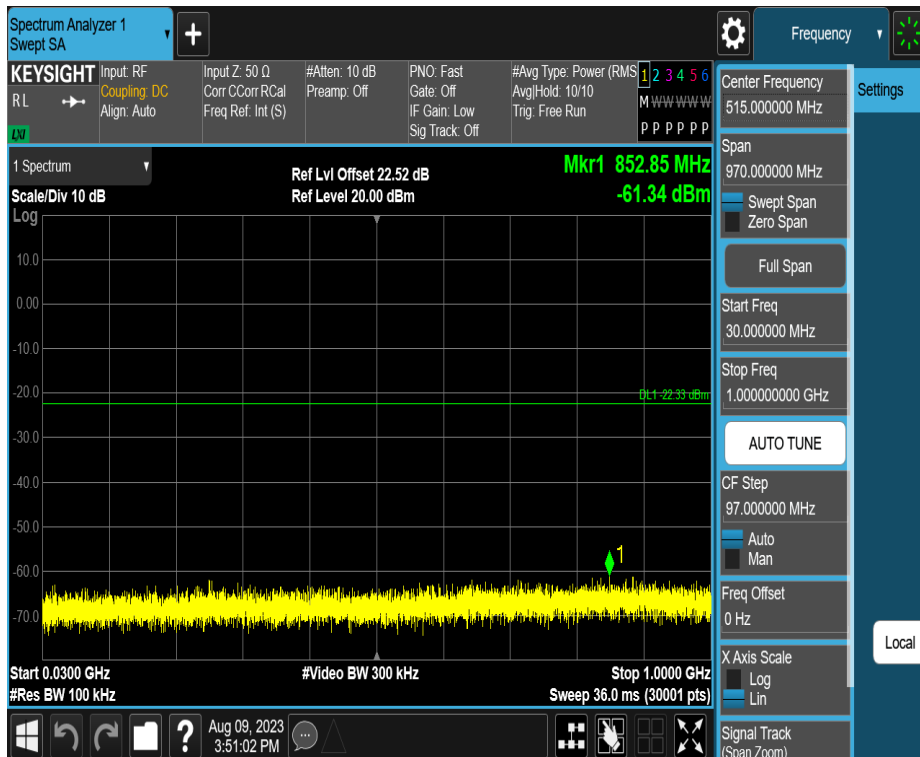 Spectrum Analyzer 1
Swept SA
+
Frequency
KEYSIGHT
RL
LXI
Input: RF
Coupling: DC
Align: Auto
Input Z: 50 Ω
Corr CCorr RCal
Freq Ref: Int (S)
#Atten: 10 dB
Preamp: Off
PNO: Fast
Gate: Off
IF Gain: Low
Sig Track: Off
#Avg Type: Power (RMS
Avg|Hold: 10/10
Trig: Free Run
1 2 3 4 5 6
M W W W W W
P P P P P P
1 Spectrum
Scale/Div 10 dB
Log
Ref Lvl Offset 22.52 dB
Ref Level 20.00 dBm
Mkr1 852.85 MHz
-61.34 dBm
10.0
0.00
-10.0
-20.0
DL1 -22.33 dBm
-30.0
-40.0
-50.0
1
-60.0
-70.0
Start 0.0300 GHz
#Video BW 300 kHz
Stop 1.0000 GHz
#Res BW 100 kHz
Sweep 36.0 ms (30001 pts)
?
Aug 09, 2023
3:51:02 PM
Center Frequency
515.000000 MHz
Span
970.000000 MHz
Swept Span
Zero Span
Full Span
Start Freq
30.000000 MHz
Stop Freq
1.000000000 GHz
AUTO TUNE
CF Step
97.000000 MHz
Auto
Man
Freq Offset
0 Hz
X Axis Scale
Log
Lin
Signal Track
(Span Zoom)
Settings
Local